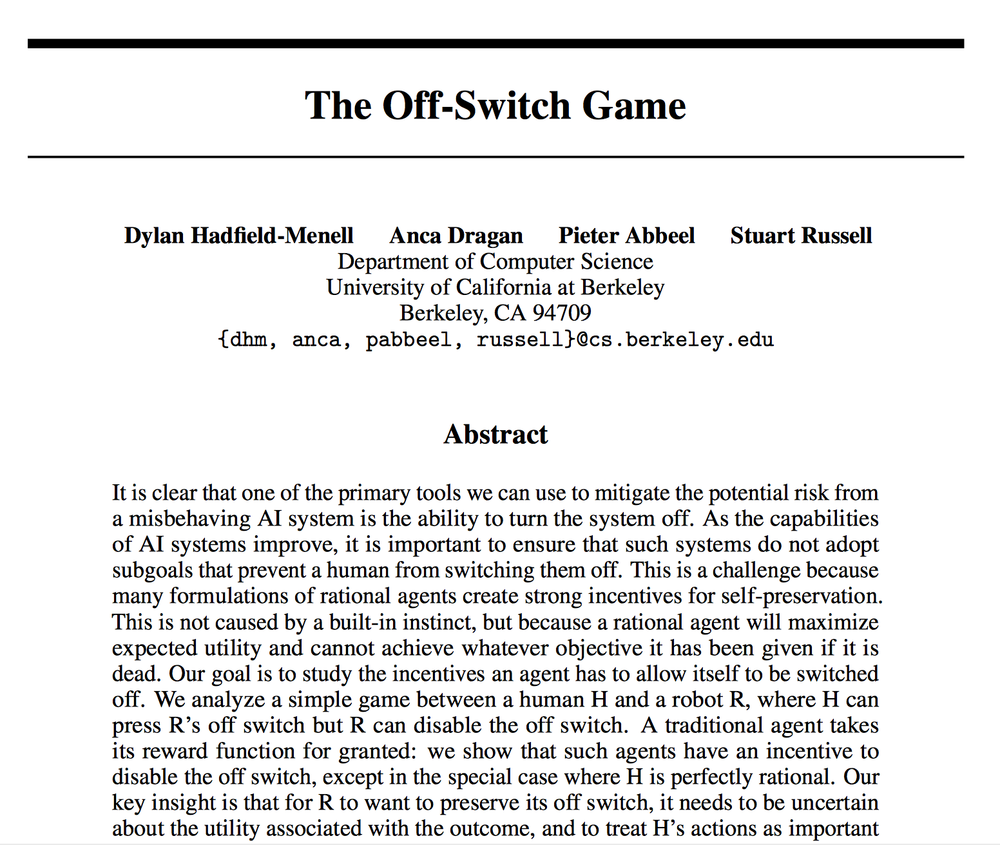 The Off-Switch Game
Dylan Hadfield-Menell Anca Dragan Pieter Abbeel Stuart Russell
Department of Computer Science
University of California at Berkeley
Berkeley, CA 94709
{dhm, anca, pabbeel, russell}@cs.berkeley.edu
Abstract
It is clear that one of the primary tools we can use to mitigate the potential risk from
a misbehaving AI system is the ability to turn the system off. As the capabilities
of AI systems improve, it is important to ensure that such systems do not adopt
subgoals that prevent a human from switching them off. This is a challenge because
many formulations of rational agents create strong incentives for self-preservation.
This is not caused by a built-in instinct, but because a rational agent will maximize
expected utility and cannot achieve whatever objective it has been given if it is
dead. Our goal is to study the incentives an agent has to allow itself to be switched
off. We analyze a simple game between a human H and a robot R, where H can
press R's off switch but R can disable the off switch. A traditional agent takes
its reward function for granted: we show that such agents have an incentive to
disable the off switch, except in the special case where H is perfectly rational. Our
key insight is that for R to want to preserve its off switch, it needs to be uncertain
about the utility associated with the outcome, and to treat H's actions as important